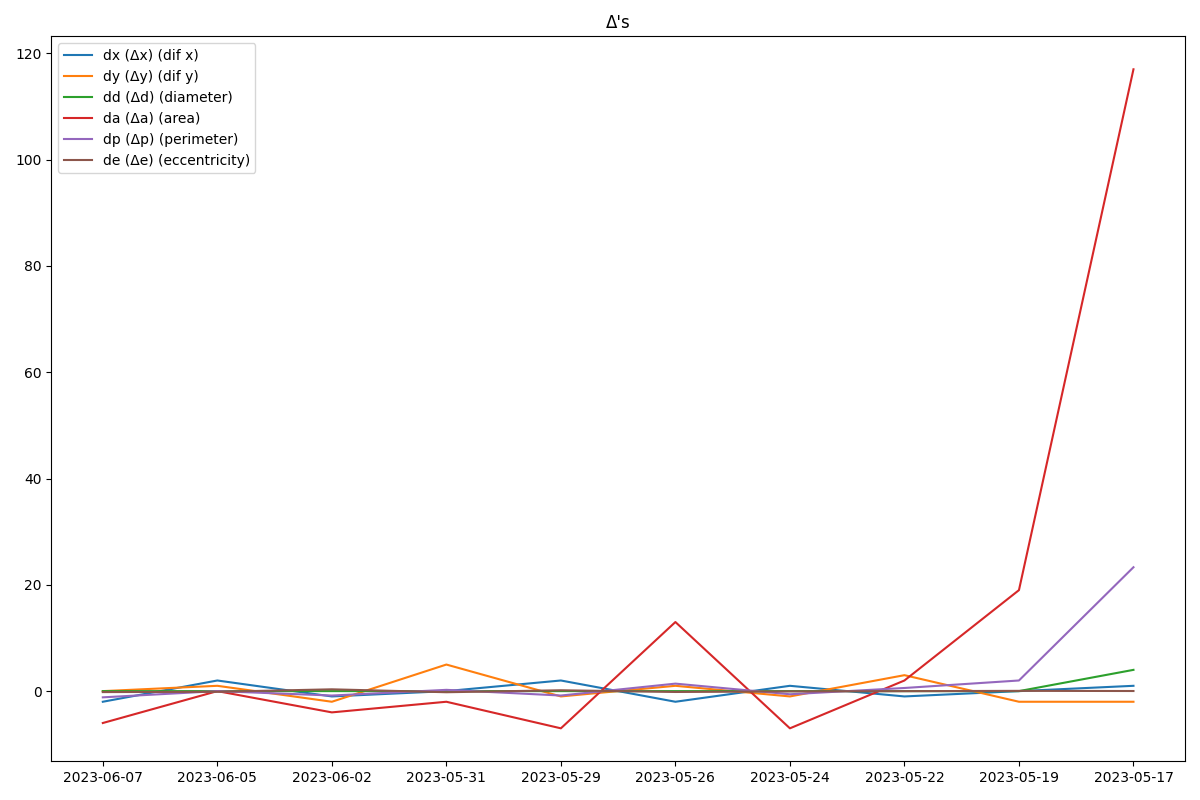 Δ's
dx (Δx) (dif x)
dy (Δy) (dif y)
dd (Δd) (diameter)
da (Δa) (area)
dp (Δp) (perimeter)
de (Δe) (eccentricity)
120
100
80
60
40
20
0
2023-06-07 2023-06-05 2023-06-02 2023-05-31 2023-05-29 2023-05-26 2023-05-24 2023-05-22 2023-05-19 2023-05-17